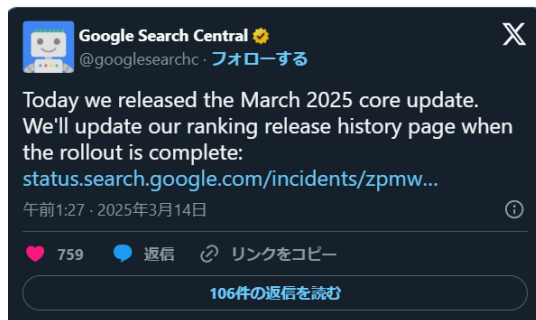 Google Search Central
@googlesearchc · フォローする
Today we released the March 2025 core update.
We'll update our ranking release history page when
the rollout is complete:
status.search.google.com/incidents/zpmw...
午前1:27 · 2025年3月14日
759 返信 リンクをコピー
106件の返信を読む